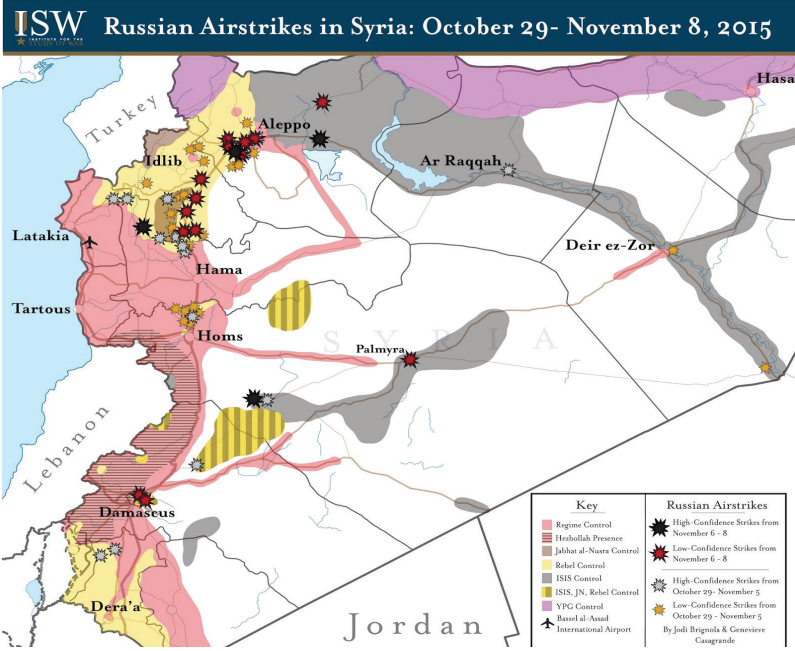 ISW
INSTITUTE FOR THE
STUDY OF WAR
Russian Airstrikes in Syria: October 29- November 8, 2015
Turkey
Hasa
Aleppo
Idlib
Ar Raqqah
Latakia
Deir ez-Zor
Hama
Tartous
Homs
SYRIA
Palmyra
Lebanon
Damascus
Dera'a
Jordan
Key
Regime Control
Hezbollah Presence
Jabhat al-Nusra Control
Rebel Control
ISIS Control
ISIS, JN, Rebel Control
YPG Control
Bassel al-Assad
International Airport
Russian Airstrikes
High-Confidence Strikes from
November 6 - 8
Low-Confidence Strikes from
November 6 - 8
High-Confidence Strikes from
October 29- November 5
Low-Confidence Strikes from
October 29 - November 5
By Jodi Brignola & Genevieve
Casagrande